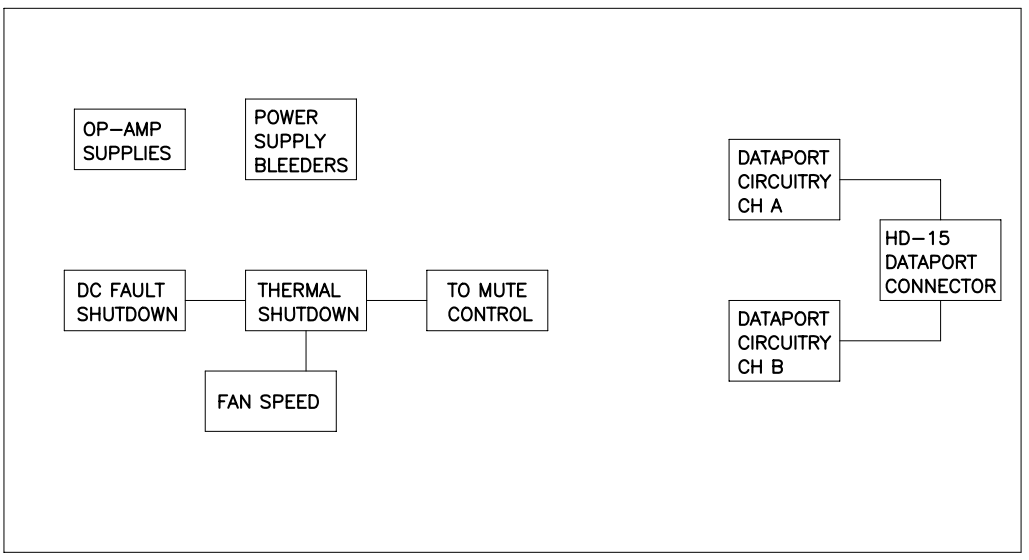 OP-AMP
SUPPLIES
POWER
SUPPLY
BLEEDERS
DATAPORT
CIRCUITRY
CH A
HD-15
DATAPORT
CONNECTOR
DC FAULT
SHUTDOWN
THERMAL
SHUTDOWN
TO MUTE
CONTROL
DATAPORT
CIRCUITRY
CH B
FAN SPEED